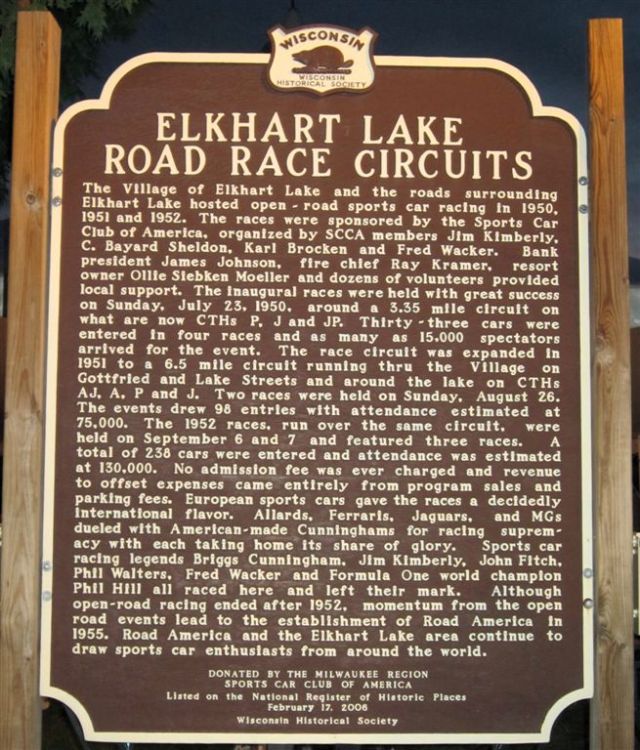 WISCONSIN
WISCONSIN
HISTORICAL SOCIETY
ELKHART LAKE
ROAD RACE CIRCUITS
The Village of Elkhart Lake and the roads surrounding
Elkhart Lake hosted open-road sports car racing in 1950,
1951 and 1952. The races were sponsored by the Sports Car
Club of America, organized by SCCA members Jim Kimberly,
C. Bayard Sheldon, Karl Brocken and Fred Wacker. Bank
president James Johnson, fire chief Ray Kramer, resort
owner Ollie Siebken Moeller and dozens of volunteers provided
local support. The inaugural races were held with great success
on Sunday, July 23, 1950, around a 3.35 mile circuit on
what are now CTHs P, J and JP. Thirty-three cars were
entered in four races and as many as 15,000 spectators
arrived for the event. The race circuit was expanded in
1951 to a 6.5 mile circuit running thru the Village on
Gottfried and Lake Streets and around the lake on CTHs
AJ, A, P and J. Two races were held on Sunday, August 26.
The events drew 98 entries with attendance estimated at
75,000. The 1952 races, run over the same circuit, were
held on September 6 and 7 and featured three races. A
total of 238 cars were entered and attendance was estimated
at 130,000. No admission fee was ever charged and revenue
to offset expenses came entirely from program sales and
parking fees. European sports cars gave the races a decidedly
international flavor. Allards, Ferraris, Jaguars, and MGs
dueled with American-made Cunninghams for racing suprem-
acy with each taking home its share of glory. Sports car
racing legends Briggs Cunningham, Jim Kimberly, John Fitch,
Phil Walters, Fred Wacker and Formula One world champion
Phil Hill all raced here and left their mark. Although
open-road racing ended after 1952, momentum from the open
road events lead to the establishment of Road America in
1955. Road America and the Elkhart Lake area continue to
draw sports car enthusiasts from around the world.
DONATED BY THE MILWAUKEE REGION
SPORTS CAR CLUB OF AMERICA
Listed on the National Register of Historic Places
February 17, 2006
Wisconsin Historical Society